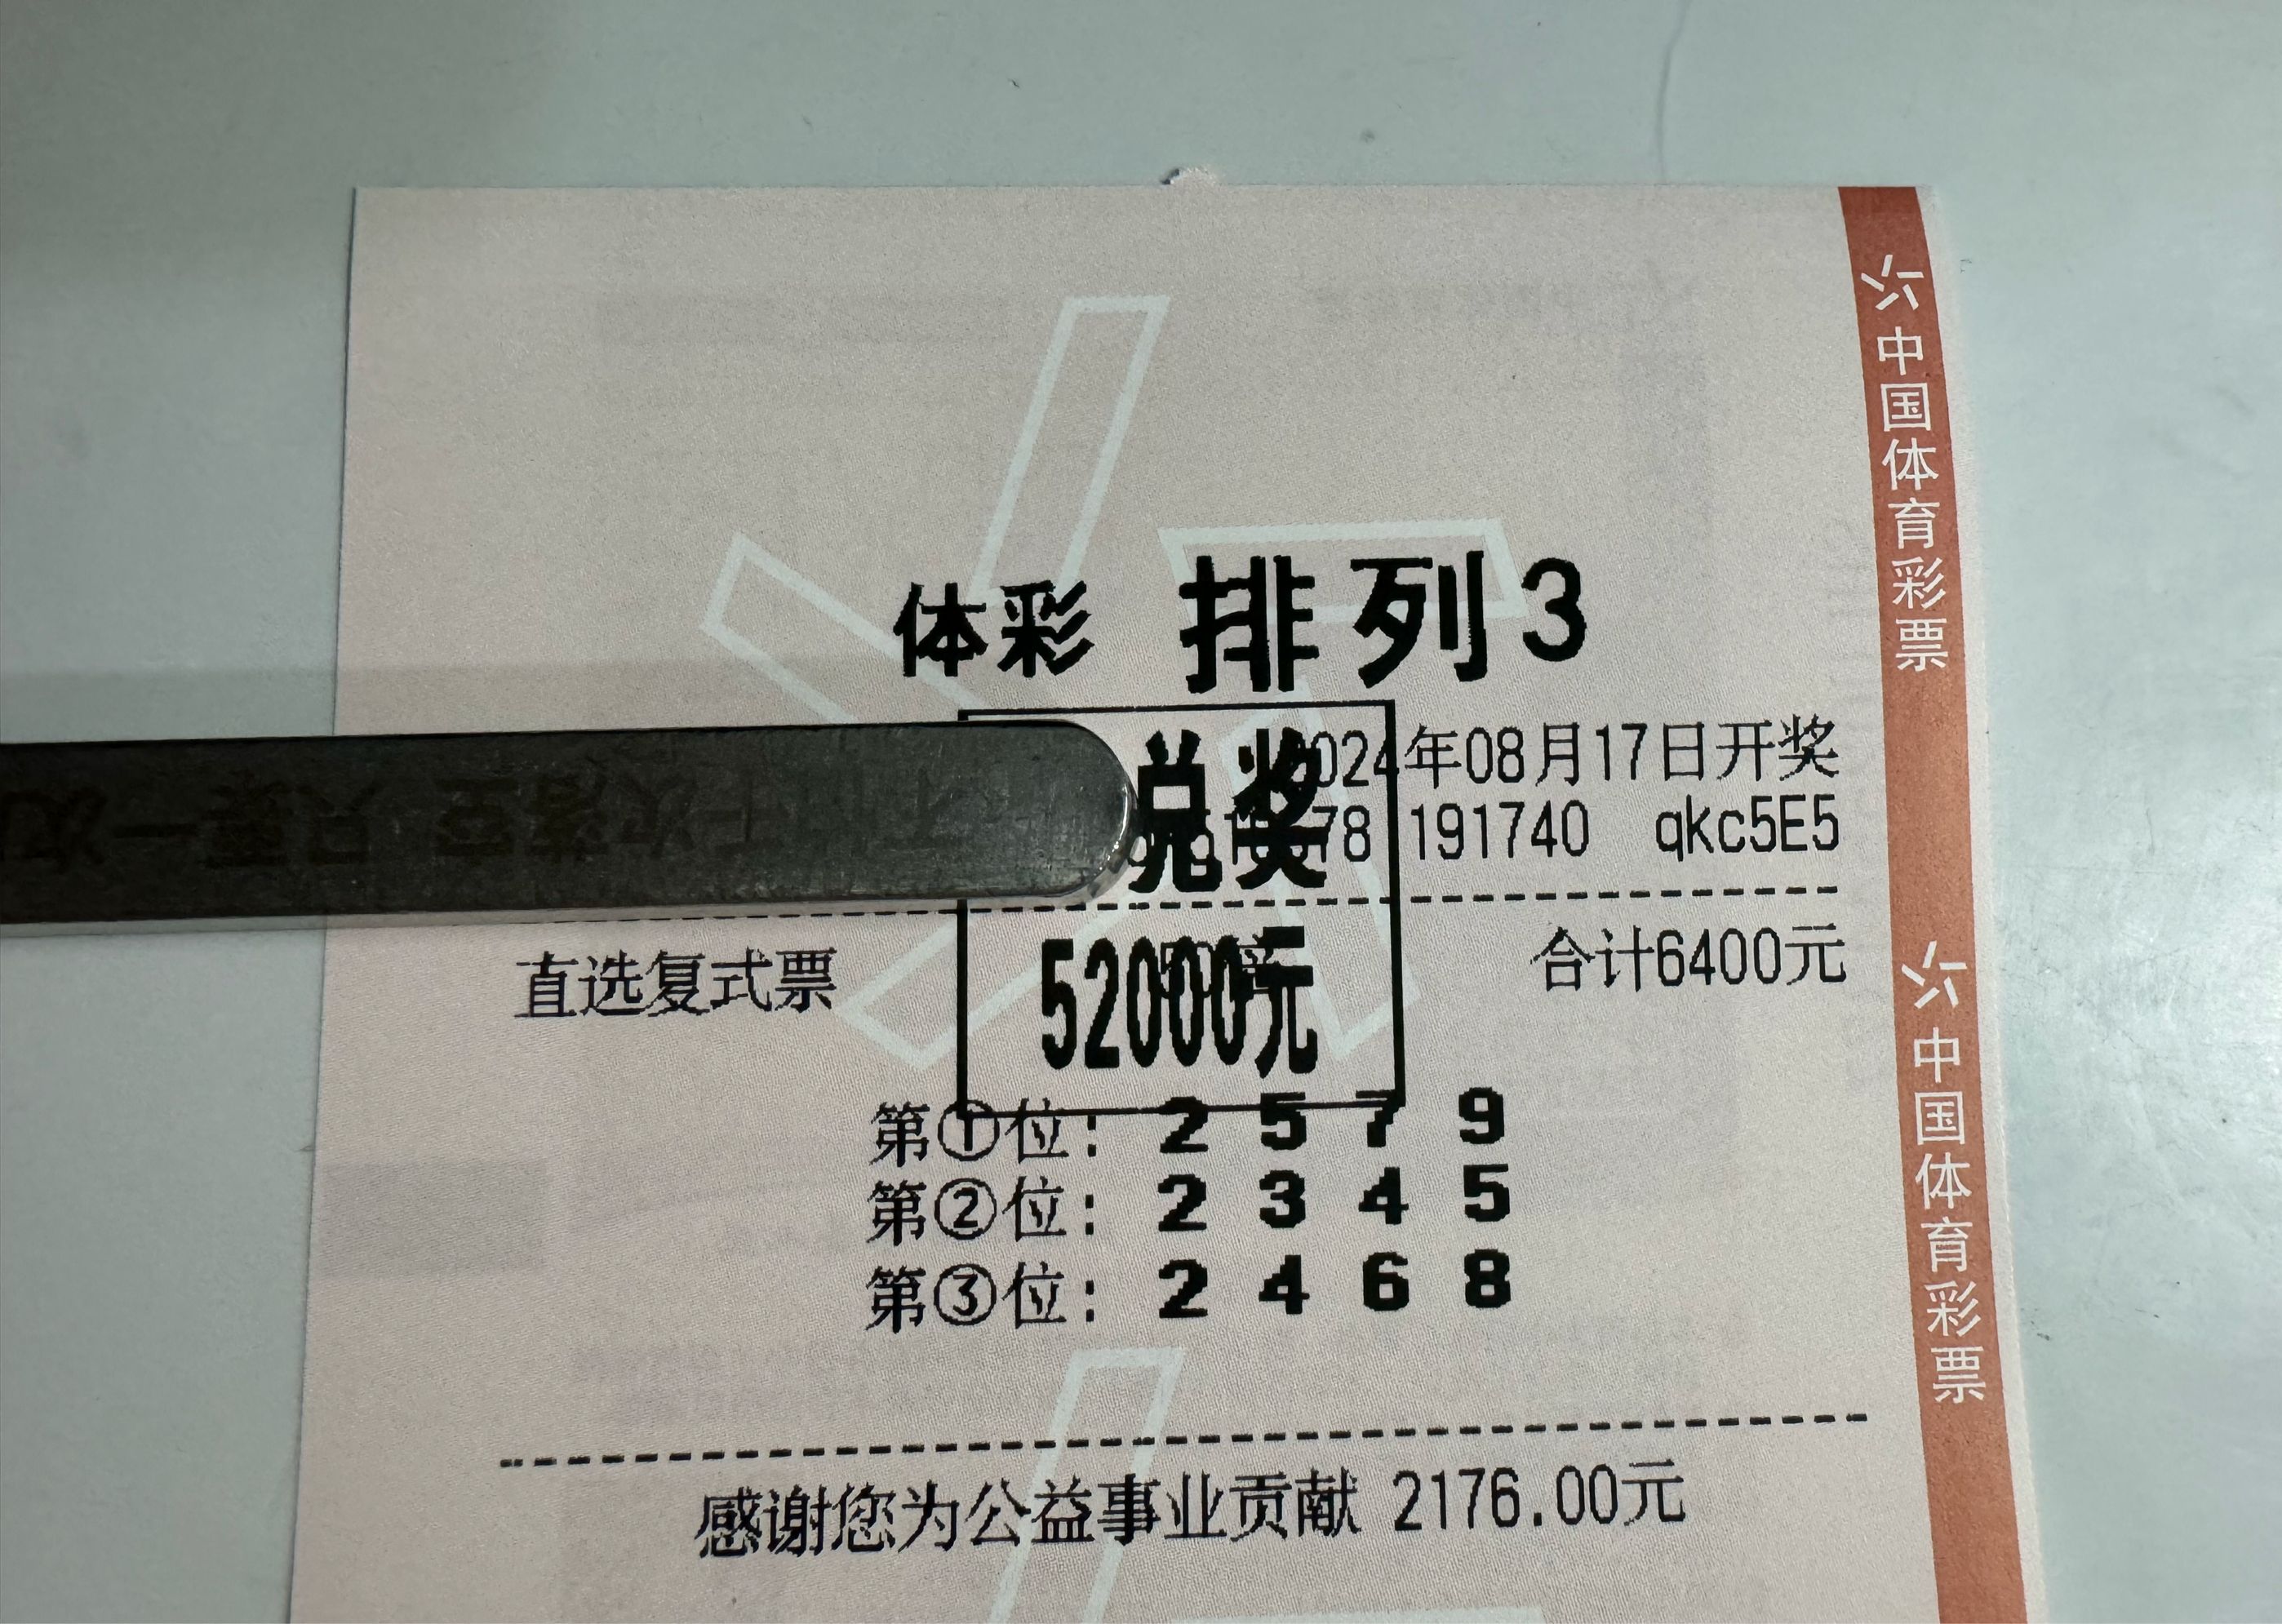 体彩 排列3
兑奖
2024年08月17日开奖
191740 qkc5E5
直选复式票
52000元
合计6400元
第①位: 2 5 7 9
第②位: 2 3 4 5
第③位: 2 4 6 8
感谢您为公益事业贡献 2176.00元
中国体育彩票
中国体育彩票